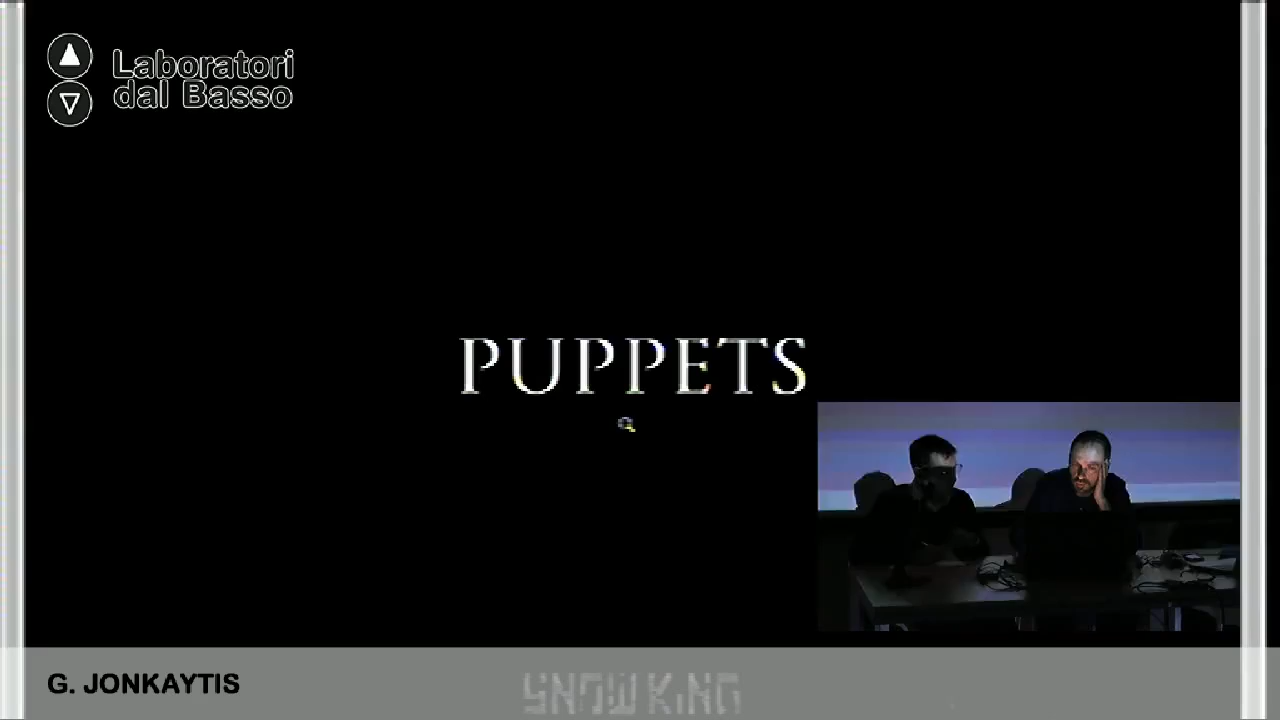 Laboratori
dal Basso
PUPPETS
G. JONKAYTIS
SNOW KING